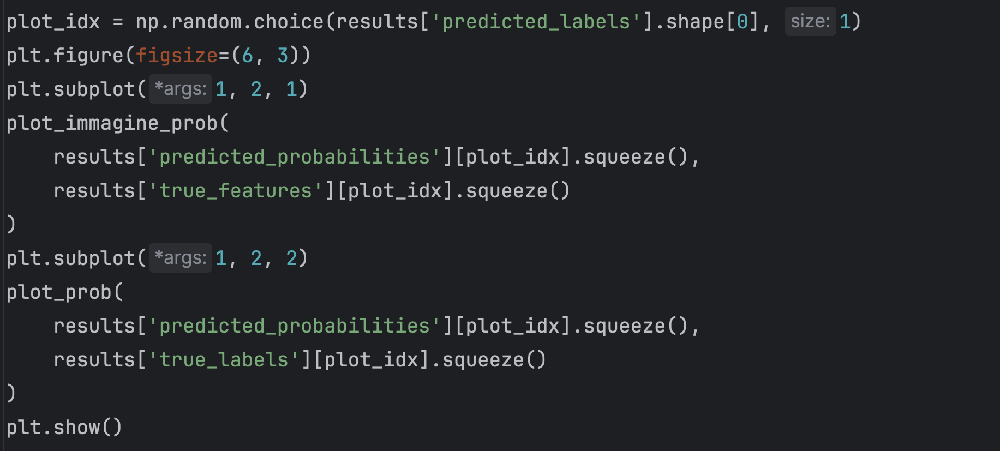 plot_idx = np.random.choice(results['predicted_labels'].shape[0], size: 1)
plt.figure(figsize=(6, 3))
plt.subplot( *args: 1, 2, 1)
plot_immagine_prob(
    results['predicted_probabilities'][plot_idx].squeeze(),
    results['true_features'][plot_idx].squeeze()
)
plt.subplot( *args: 1, 2, 2)
plot_prob(
    results['predicted_probabilities'][plot_idx].squeeze(),
    results['true_labels'][plot_idx].squeeze()
)
plt.show()